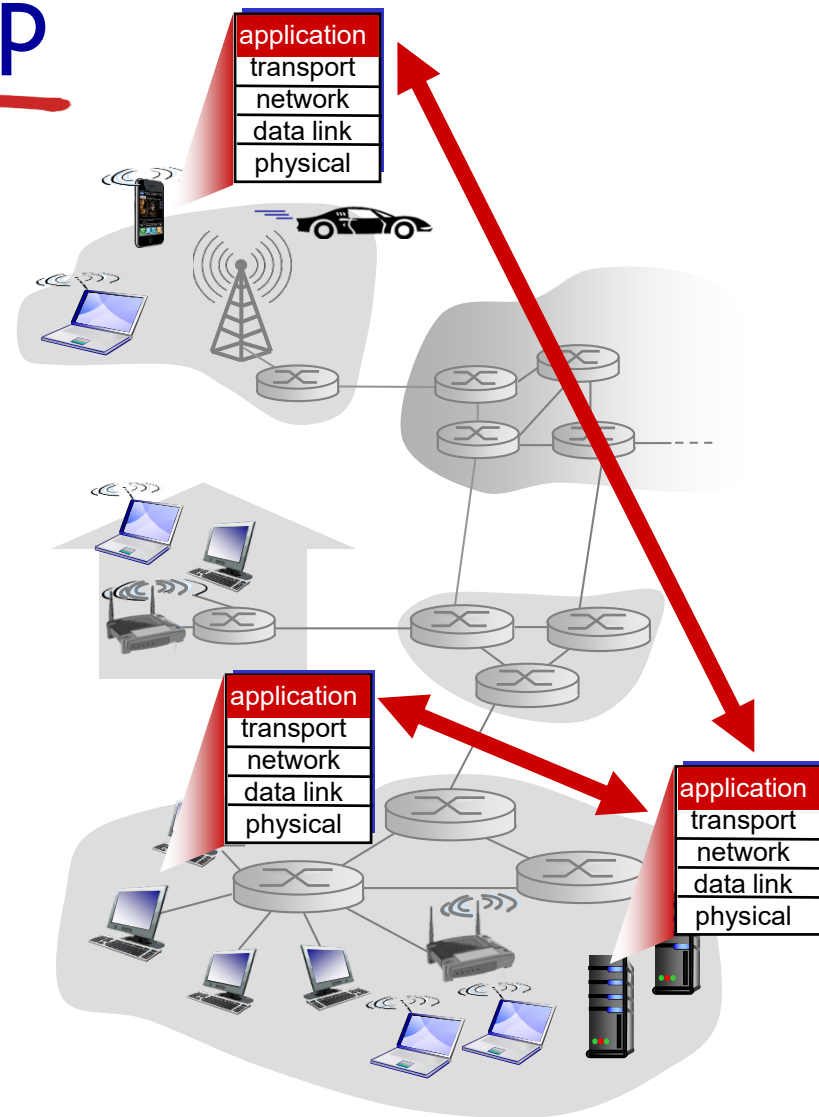 p
application
transport
network
data link
physical
application
transport
network
data link
physical
application
transport
network
data link
physical